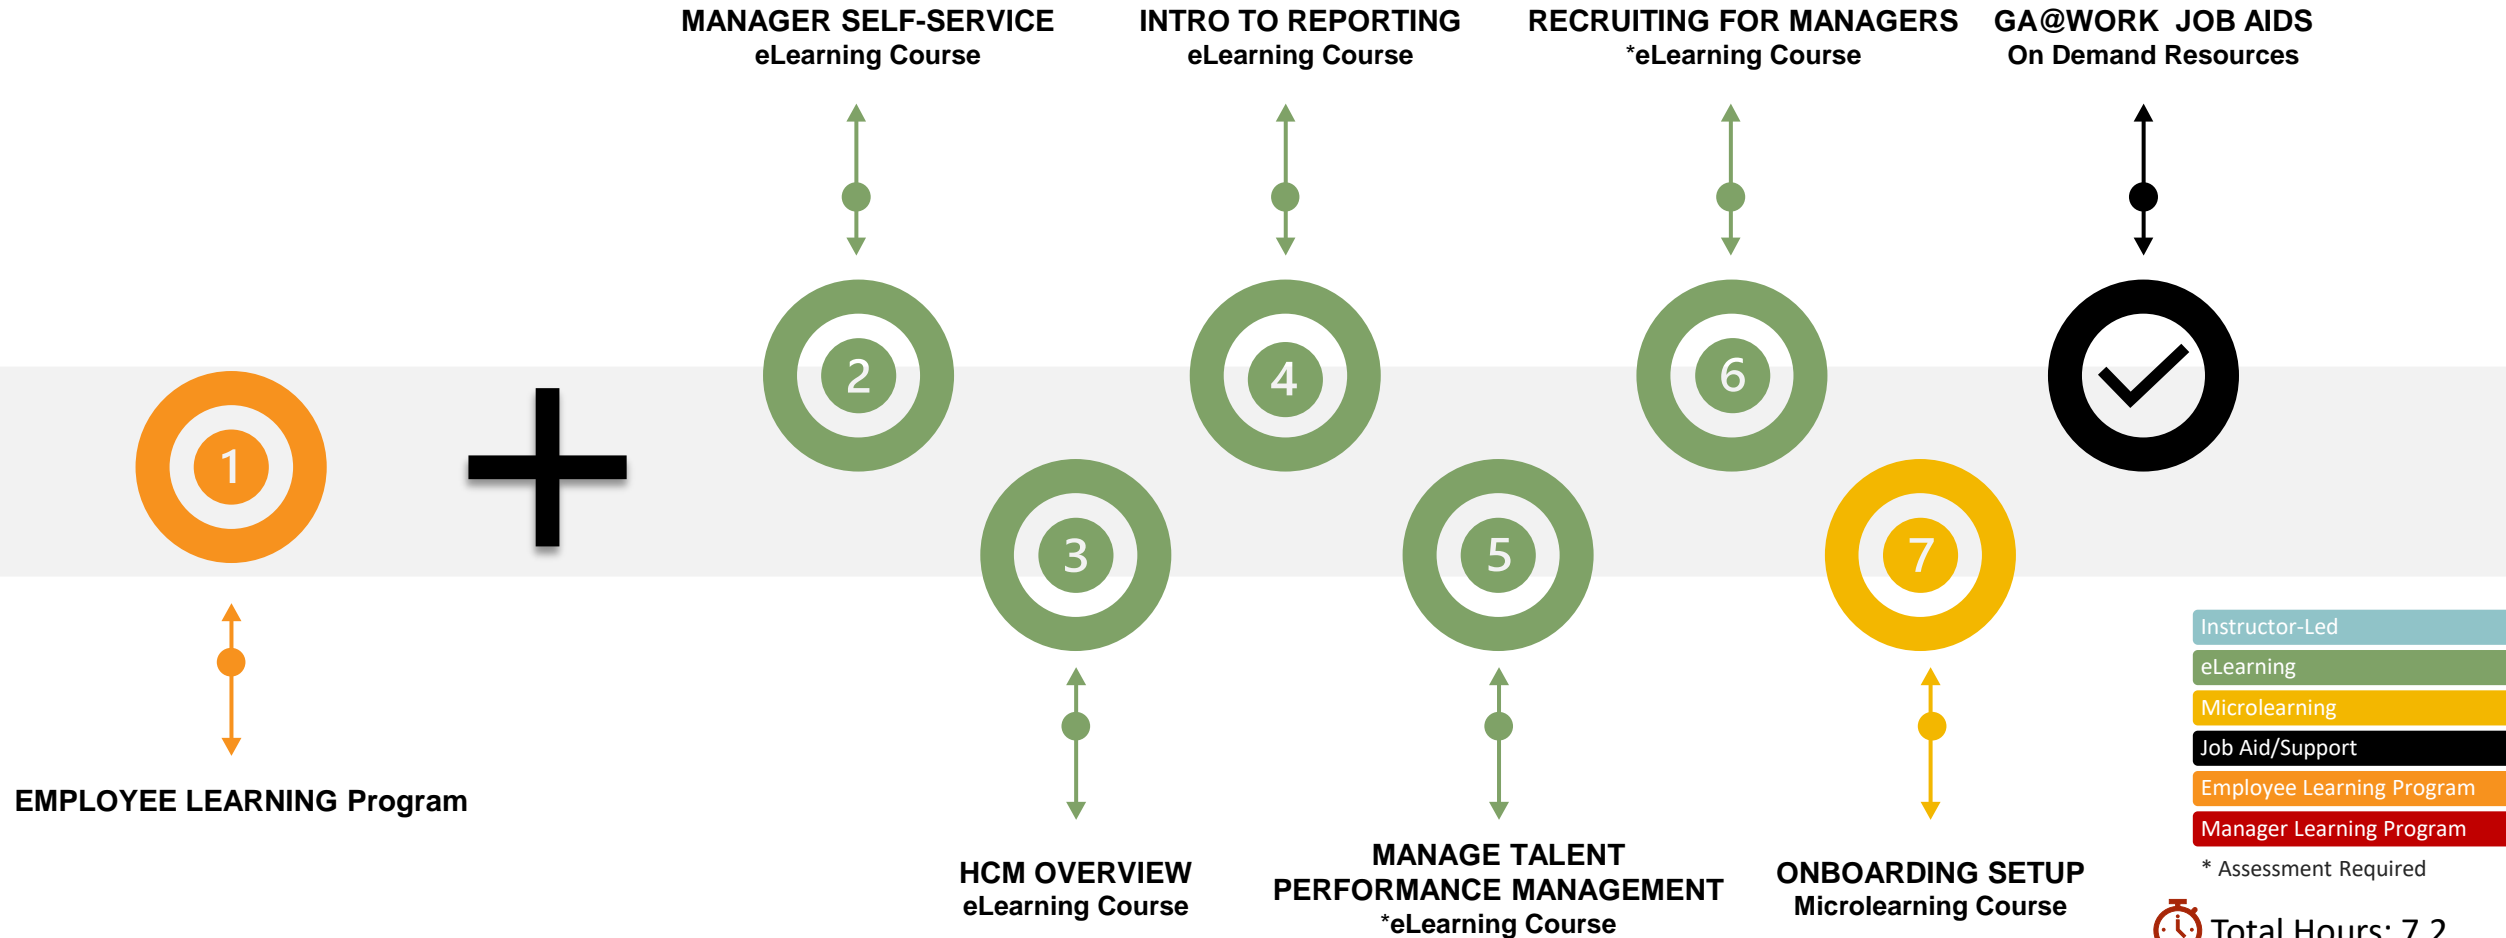 MANAGER SELF-SERVICE
eLearning Course
INTRO TO REPORTING
eLearning Course
RECRUITING FOR MANAGERS
*eLearning Course
GA@WORK  JOB AIDS
On Demand Resources
1
2
3
4
5
6
7
EMPLOYEE LEARNING Program
HCM OVERVIEW
eLearning Course
MANAGE TALENT
PERFORMANCE MANAGEMENT
*eLearning Course
ONBOARDING SETUP
Microlearning Course
Instructor-Led
eLearning
Microlearning
Job Aid/Support
Employee Learning Program
Manager Learning Program
* Assessment Required
Total Hours: 7.2